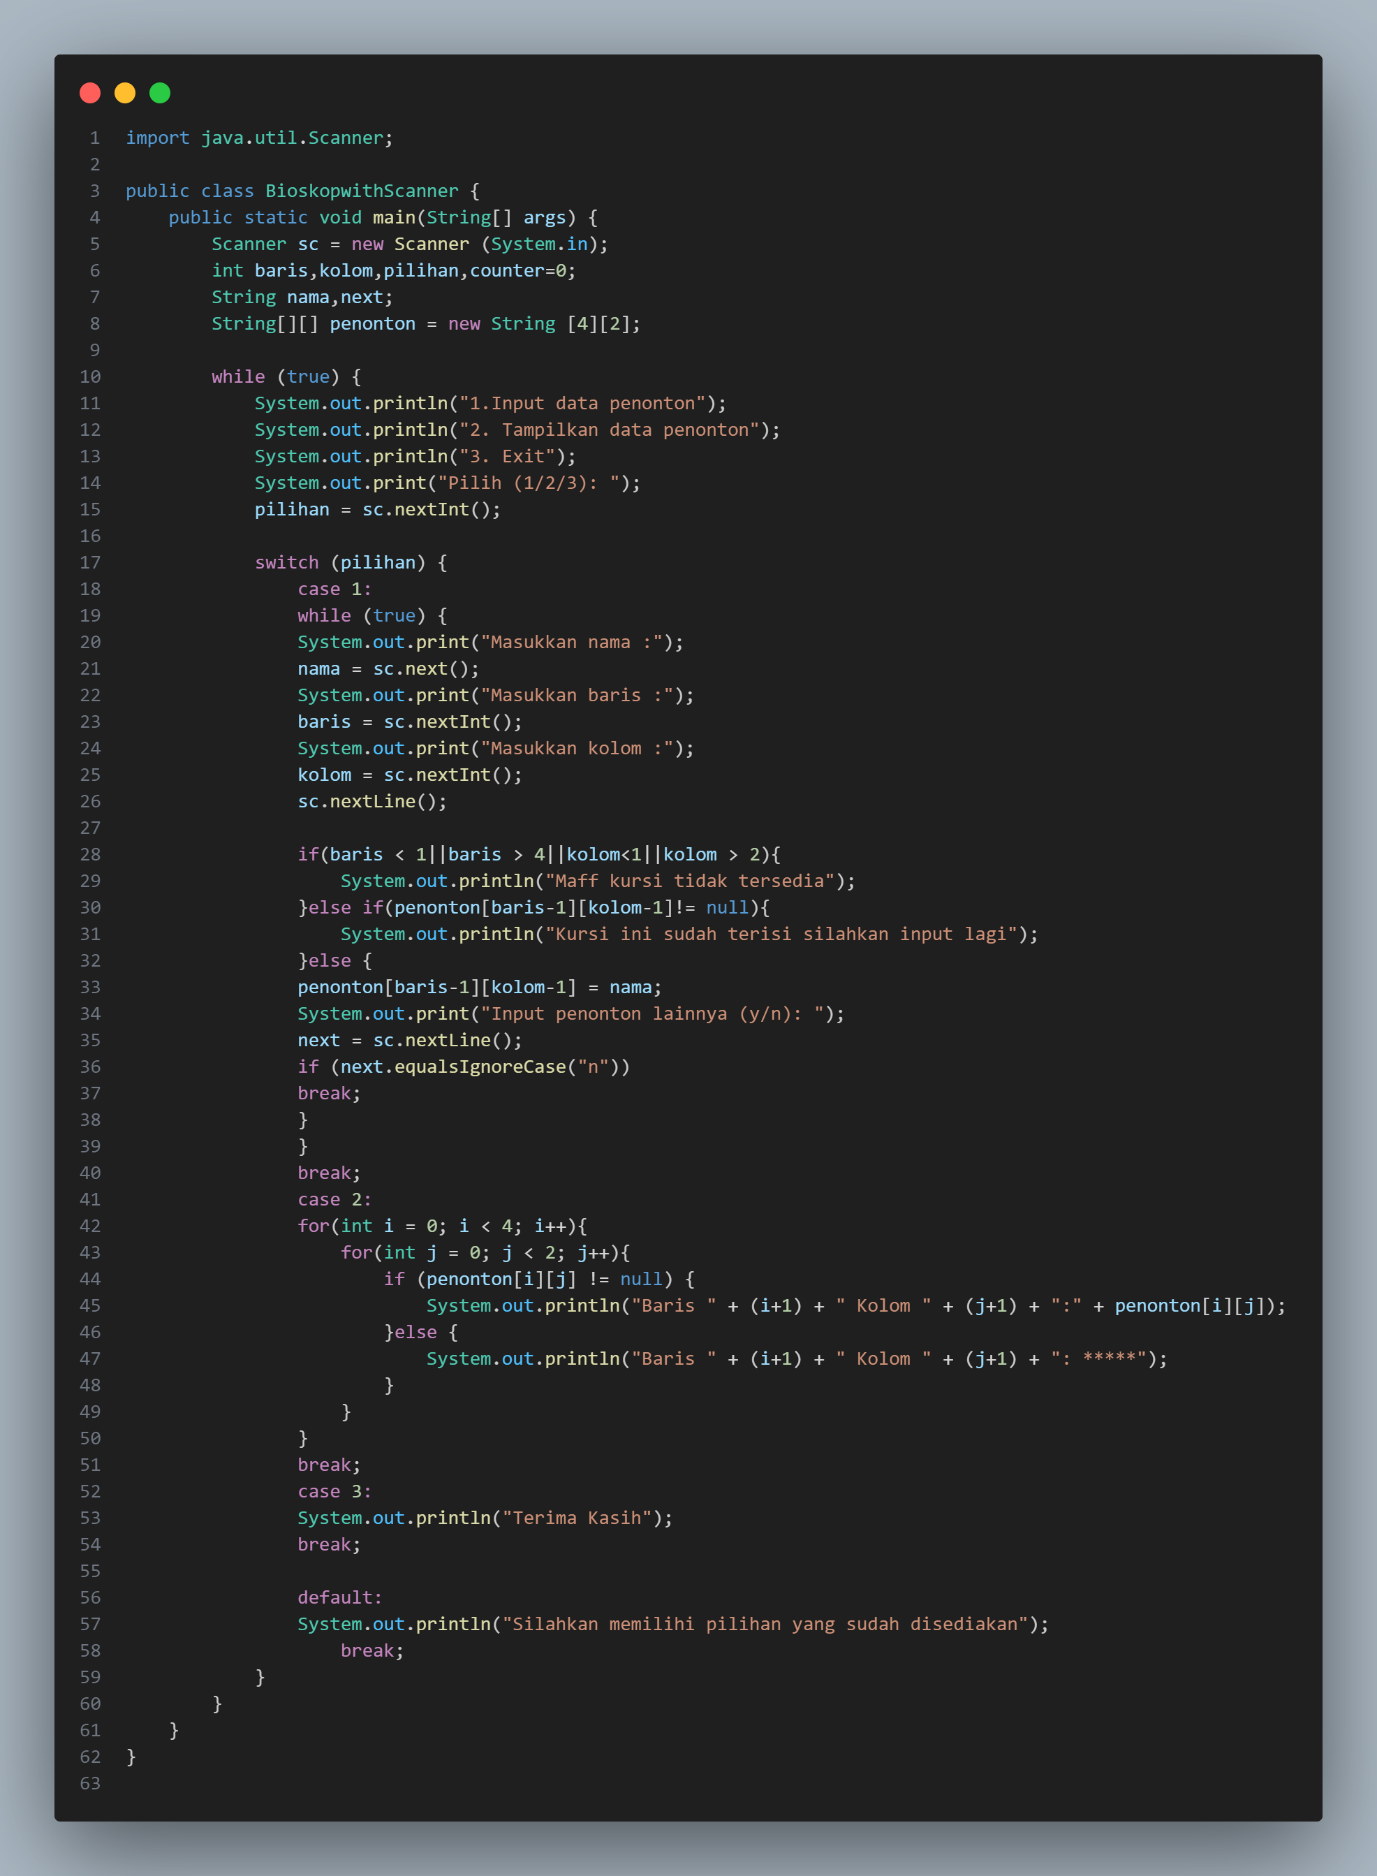 1 import java.util.Scanner;
2
3 public class BioskopwithScanner {
4     public static void main(String[] args) {
5         Scanner sc = new Scanner (System.in);
6         int baris,kolom,pilihan,counter=0;
7         String nama,next;
8         String[][] penonton = new String [4][2];
9
10         while (true) {
11             System.out.println("1.Input data penonton");
12             System.out.println("2. Tampilkan data penonton");
13             System.out.println("3. Exit");
14             System.out.print("Pilih (1/2/3): ");
15             pilihan = sc.nextInt();
16
17             switch (pilihan) {
18                 case 1:
19                 while (true) {
20                 System.out.print("Masukkan nama :");
21                 nama = sc.next();
22                 System.out.print("Masukkan baris :");
23                 baris = sc.nextInt();
24                 System.out.print("Masukkan kolom :");
25                 kolom = sc.nextInt();
26                 sc.nextLine();
27
28                 if(baris < 1||baris > 4||kolom<1||kolom > 2){
29                     System.out.println("Maff kursi tidak tersedia");
30                 }else if(penonton[baris-1][kolom-1]!= null){
31                     System.out.println("Kursi ini sudah terisi silahkan input lagi");
32                 }else {
33                 penonton[baris-1][kolom-1] = nama;
34                 System.out.print("Input penonton lainnya (y/n): ");
35                 next = sc.nextLine();
36                 if (next.equalsIgnoreCase("n"))
37                 break;
38                 }
39                 }
40                 break;
41                 case 2:
42                 for(int i = 0; i < 4; i++){
43                     for(int j = 0; j < 2; j++){
44                         if (penonton[i][j] != null) {
45                             System.out.println("Baris " + (i+1) + " Kolom " + (j+1) + ":" + penonton[i][j]);
46                         }else {
47                             System.out.println("Baris " + (i+1) + " Kolom " + (j+1) + ": *****");
48                         }
49                     }
50                 }
51                 break;
52                 case 3:
53                 System.out.println("Terima Kasih");
54                 break;
55
56                 default:
57                 System.out.println("Silahkan memilihi pilihan yang sudah disediakan");
58                     break;
59             }
60         }
61     }
62 }
63